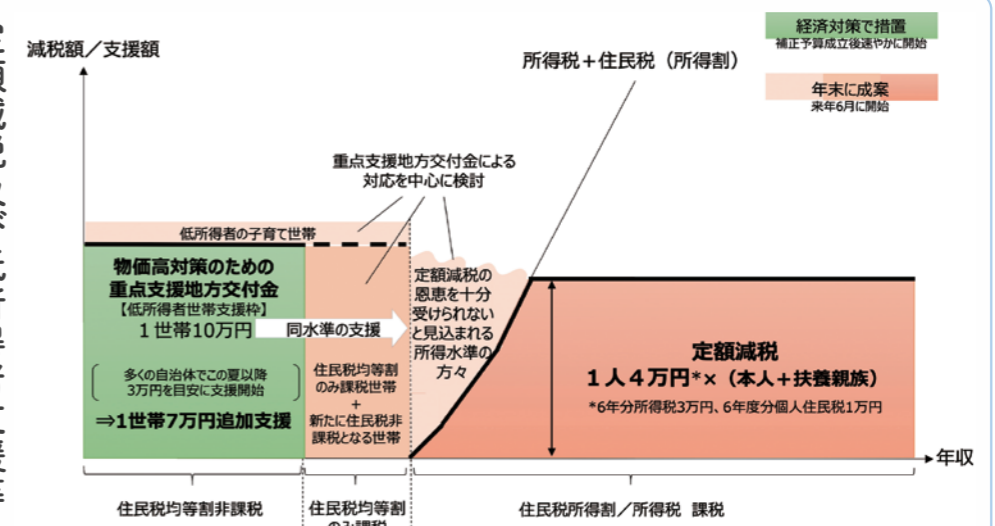 経済対策で措置
補正予算成立後速やかに開始
減税額／支援額
所得税＋住民税（所得割）
年末に成案
来年6月に開始
重点支援地方交付金による
対応を中心に検討
低所得者の子育て世帯
物価高対策のための
重点支援地方交付金
【低所得者世帯支援枠】
１世帯10万円
同水準の支援
多くの自治体でこの夏以降
3万円を目安に支援開始
⇒1世帯7万円追加支援
住民税均等割
のみ課税世帯
＋
新たに住民税非
課税となる世帯
定額減税の
恩恵を十分
受けられない
と見込まれる
所得水準の
方々
定額減税
１人４万円*×（本人＋扶養親族）
*6年分所得税3万円、6年度分個人住民税1万円
年収
住民税均等割非課税
住民税均等割
のみ課税
住民税所得割／所得税 課税